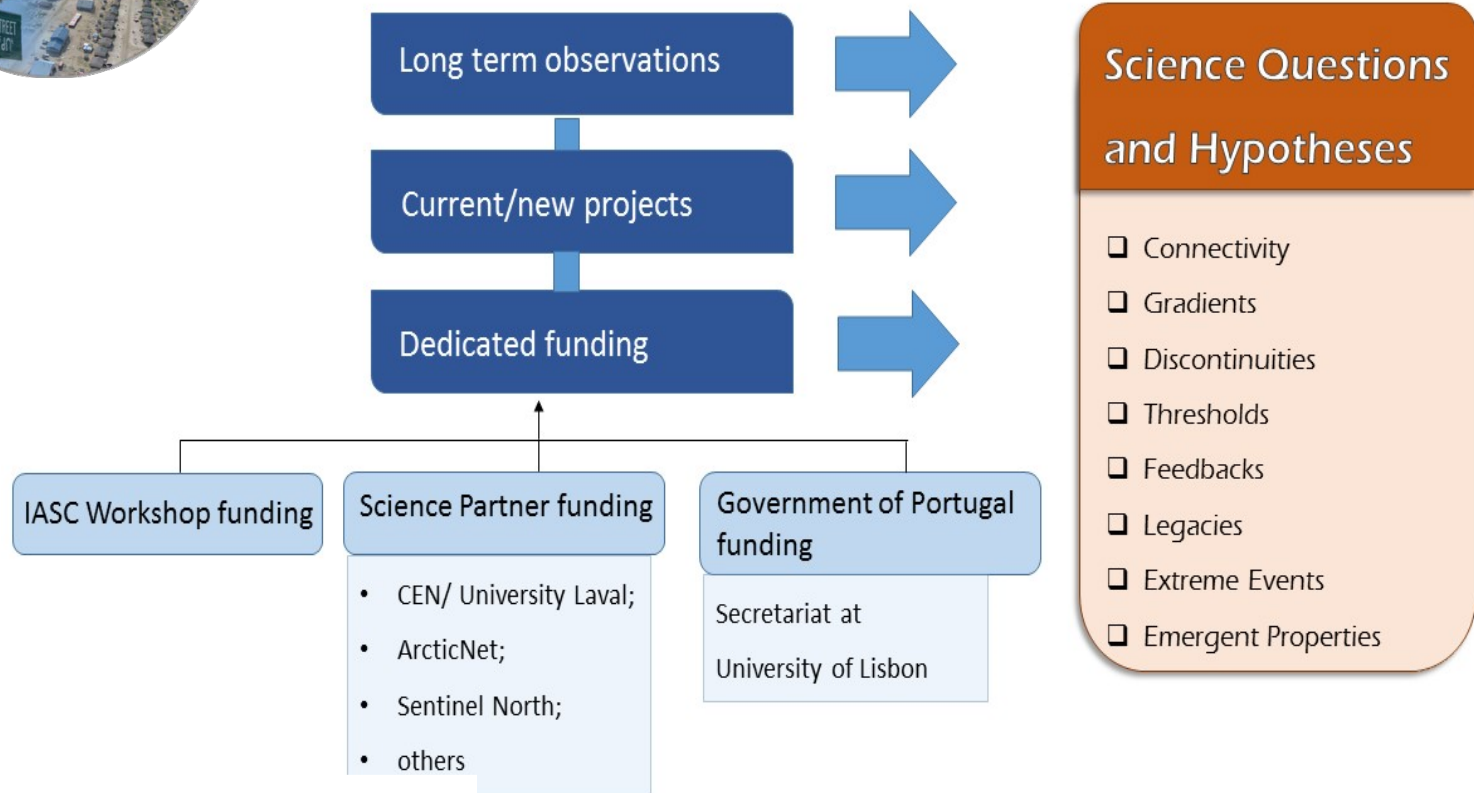 STREET
Long term observations
Current/new projects
Dedicated funding
IASC Workshop funding
Science Partner funding
• CEN/ University Laval;
• ArcticNet;
• Sentinel North;
• others
Government of Portugal
funding
Secretariat at
University of Lisbon
Science Questions
and Hypotheses
❑ Connectivity
❑ Gradients
❑ Discontinuities
❑ Thresholds
❑ Feedbacks
❑ Legacies
❑ Extreme Events
❑ Emergent Properties